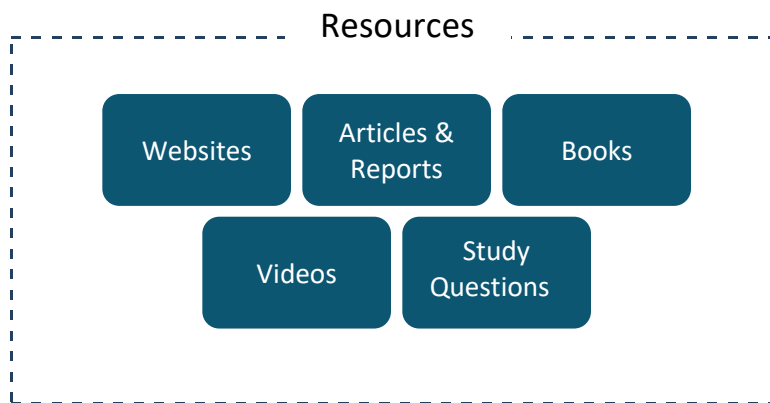 Resources
Websites
Articles &
Reports
Books
Videos
Study
Questions